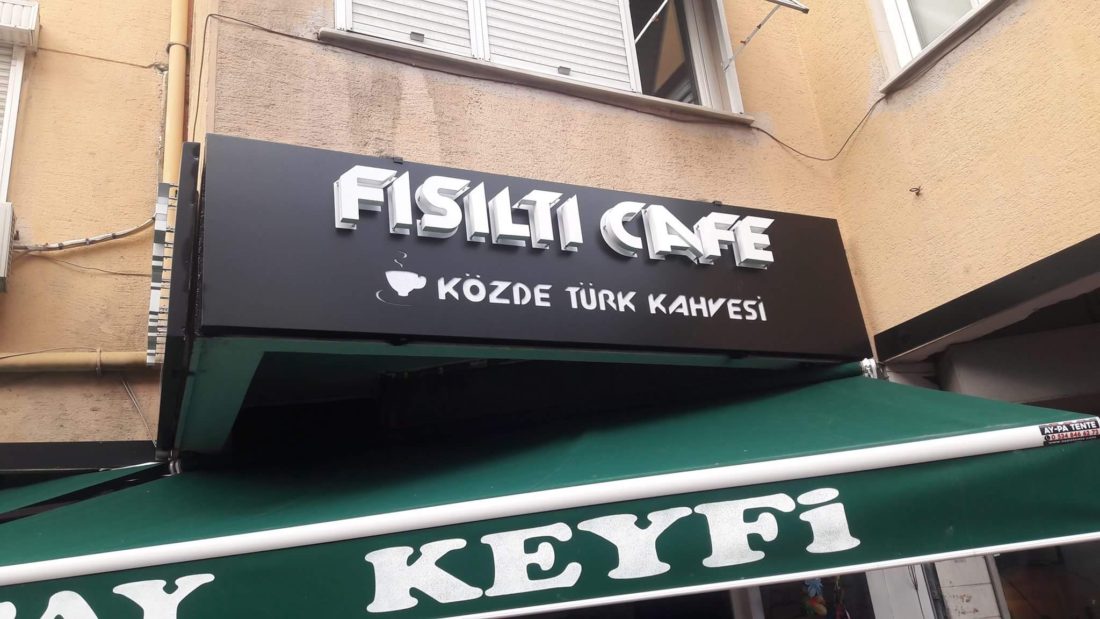 FISILTI CAFE
KÖZDE TÜRK KAHVESİ
AY-PA TENTE
KEYFi